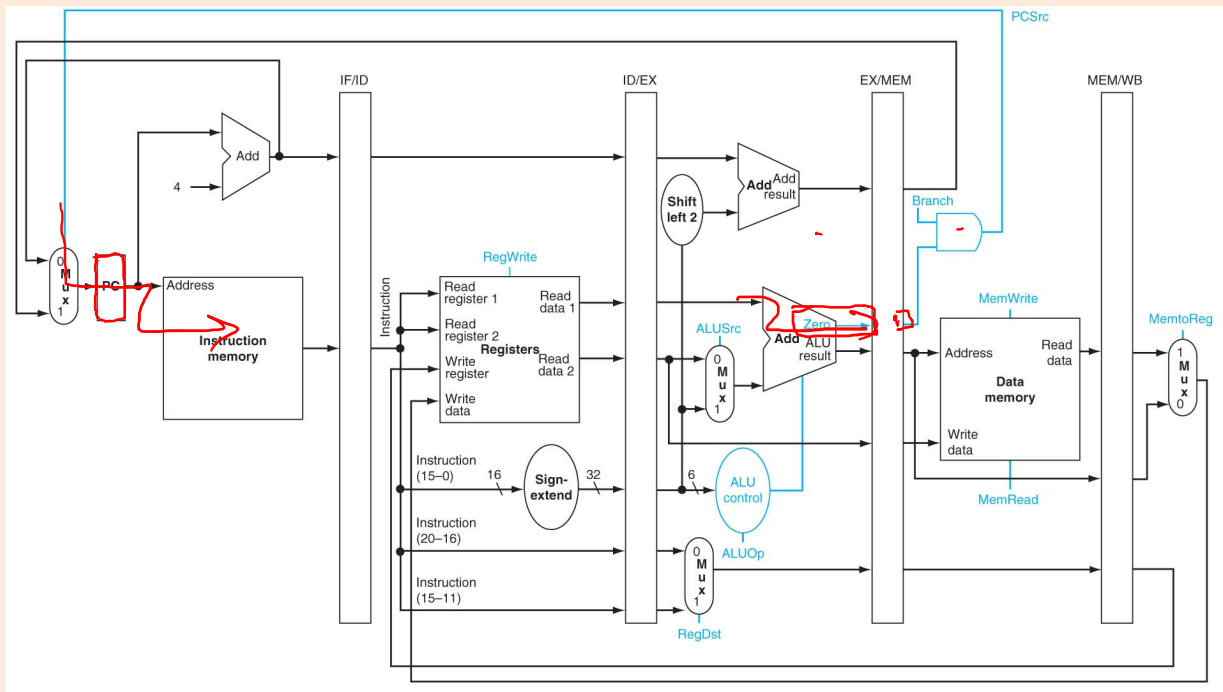 PCSrc
IF/ID
ID/EX
EX/MEM
MEM/WB
Add
4
Add
Add
result
Shift
left 2
Branch
0
M
u
x
1
PC
Address
Instruction
memory
Instruction
RegWrite
Read
register 1
Read
register 2
Write
register
Write
data
Registers
Read
data 1
Read
data 2
ALUSrc
0
M
u
x
1
Zero
Add
ALU
result
MemWrite
Address
Read
data
Data
memory
Write
data
MemRead
MemtoReg
1
M
u
x
0
Instruction
(15–0)
16
Sign-
extend
32
6
ALU
control
ALUOp
Instruction
(20–16)
Instruction
(15–11)
0
M
u
x
1
RegDst